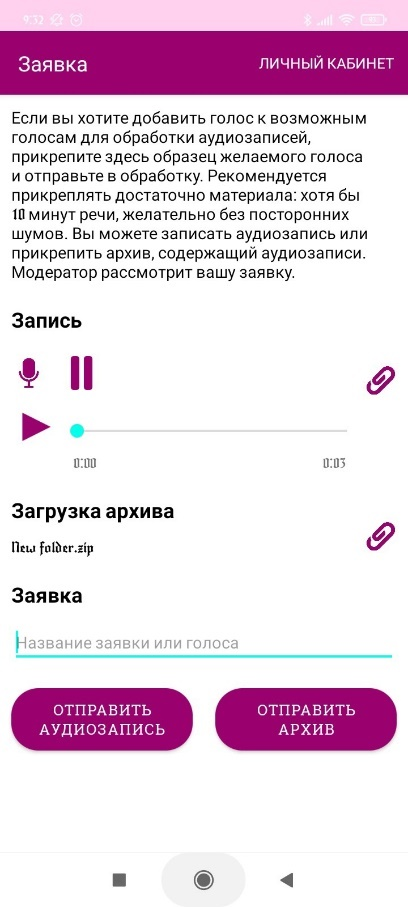 9:32
Заявка
ЛИЧНЫЙ КАБИНЕТ
Если вы хотите добавить голос к возможным
голосам для обработки аудиозаписей,
прикрепите здесь образец желаемого голоса
и отправьте в обработку. Рекомендуется
прикреплять достаточно материала: хотя бы
10 минут речи, желательно без посторонних
шумов. Вы можете записать аудиозапись или
прикрепить архив, содержащий аудиозаписи.
Модератор рассмотрит вашу заявку.
Запись
0:00
0:03
Загрузка архива
New folder.zip
Заявка
Название заявки или голоса
ОТПРАВИТЬ
АУДИОЗАПИСЬ
ОТПРАВИТЬ
АРХИВ